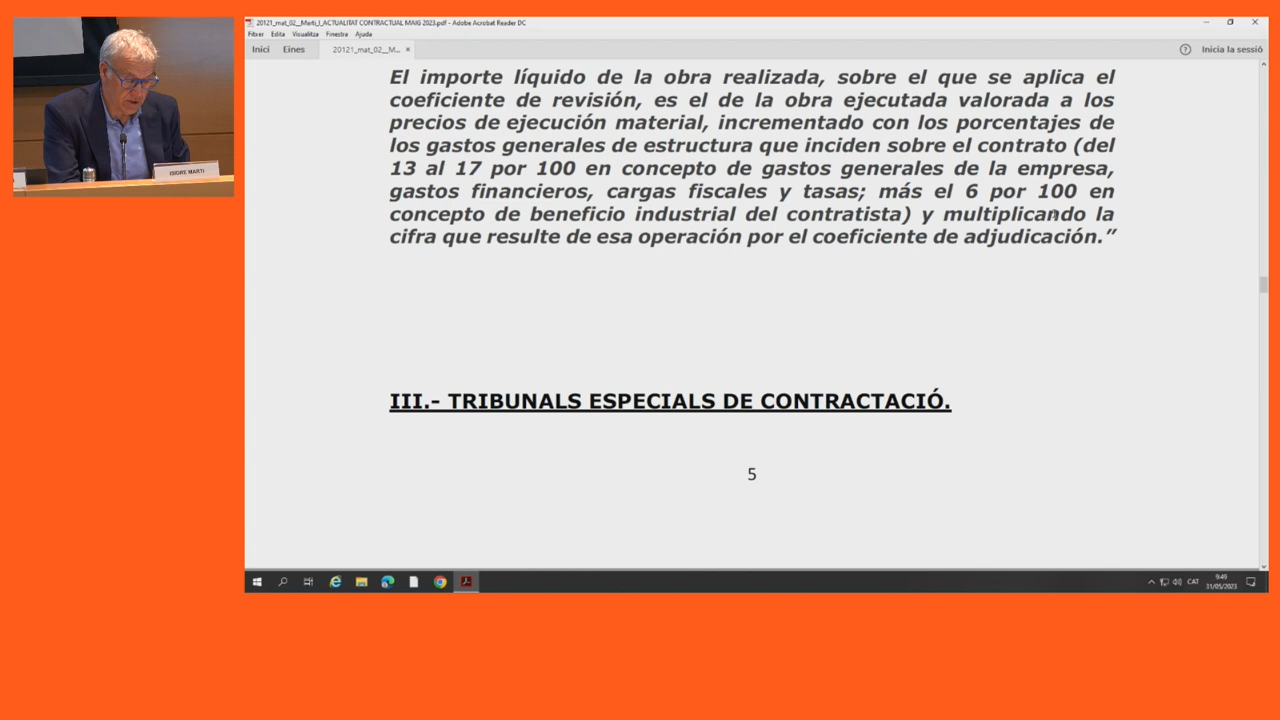 20121_mat_02__Marti_I_ACTUALITAT CONTRACTUAL MAIG 2023.pdf - Adobe Acrobat Reader DC
Fitxer Edita Visualitza Finestra Ajuda
Inici Eines 20121_mat_02__M... × Inicia la sessió
El importe líquido de la obra realizada, sobre el que se aplica el
coeficiente de revisión, es el de la obra ejecutada valorada a los
precios de ejecución material, incrementado con los porcentajes de
los gastos generales de estructura que inciden sobre el contrato (del
13 al 17 por 100 en concepto de gastos generales de la empresa,
gastos financieros, cargas fiscales y tasas; más el 6 por 100 en
concepto de beneficio industrial del contratista) y multiplicando la
cifra que resulte de esa operación por el coeficiente de adjudicación.”
ISIDRE MARTI
III.- TRIBUNALS ESPECIALS DE CONTRACTACIÓ.
5
CAT
9:49
31/05/2023